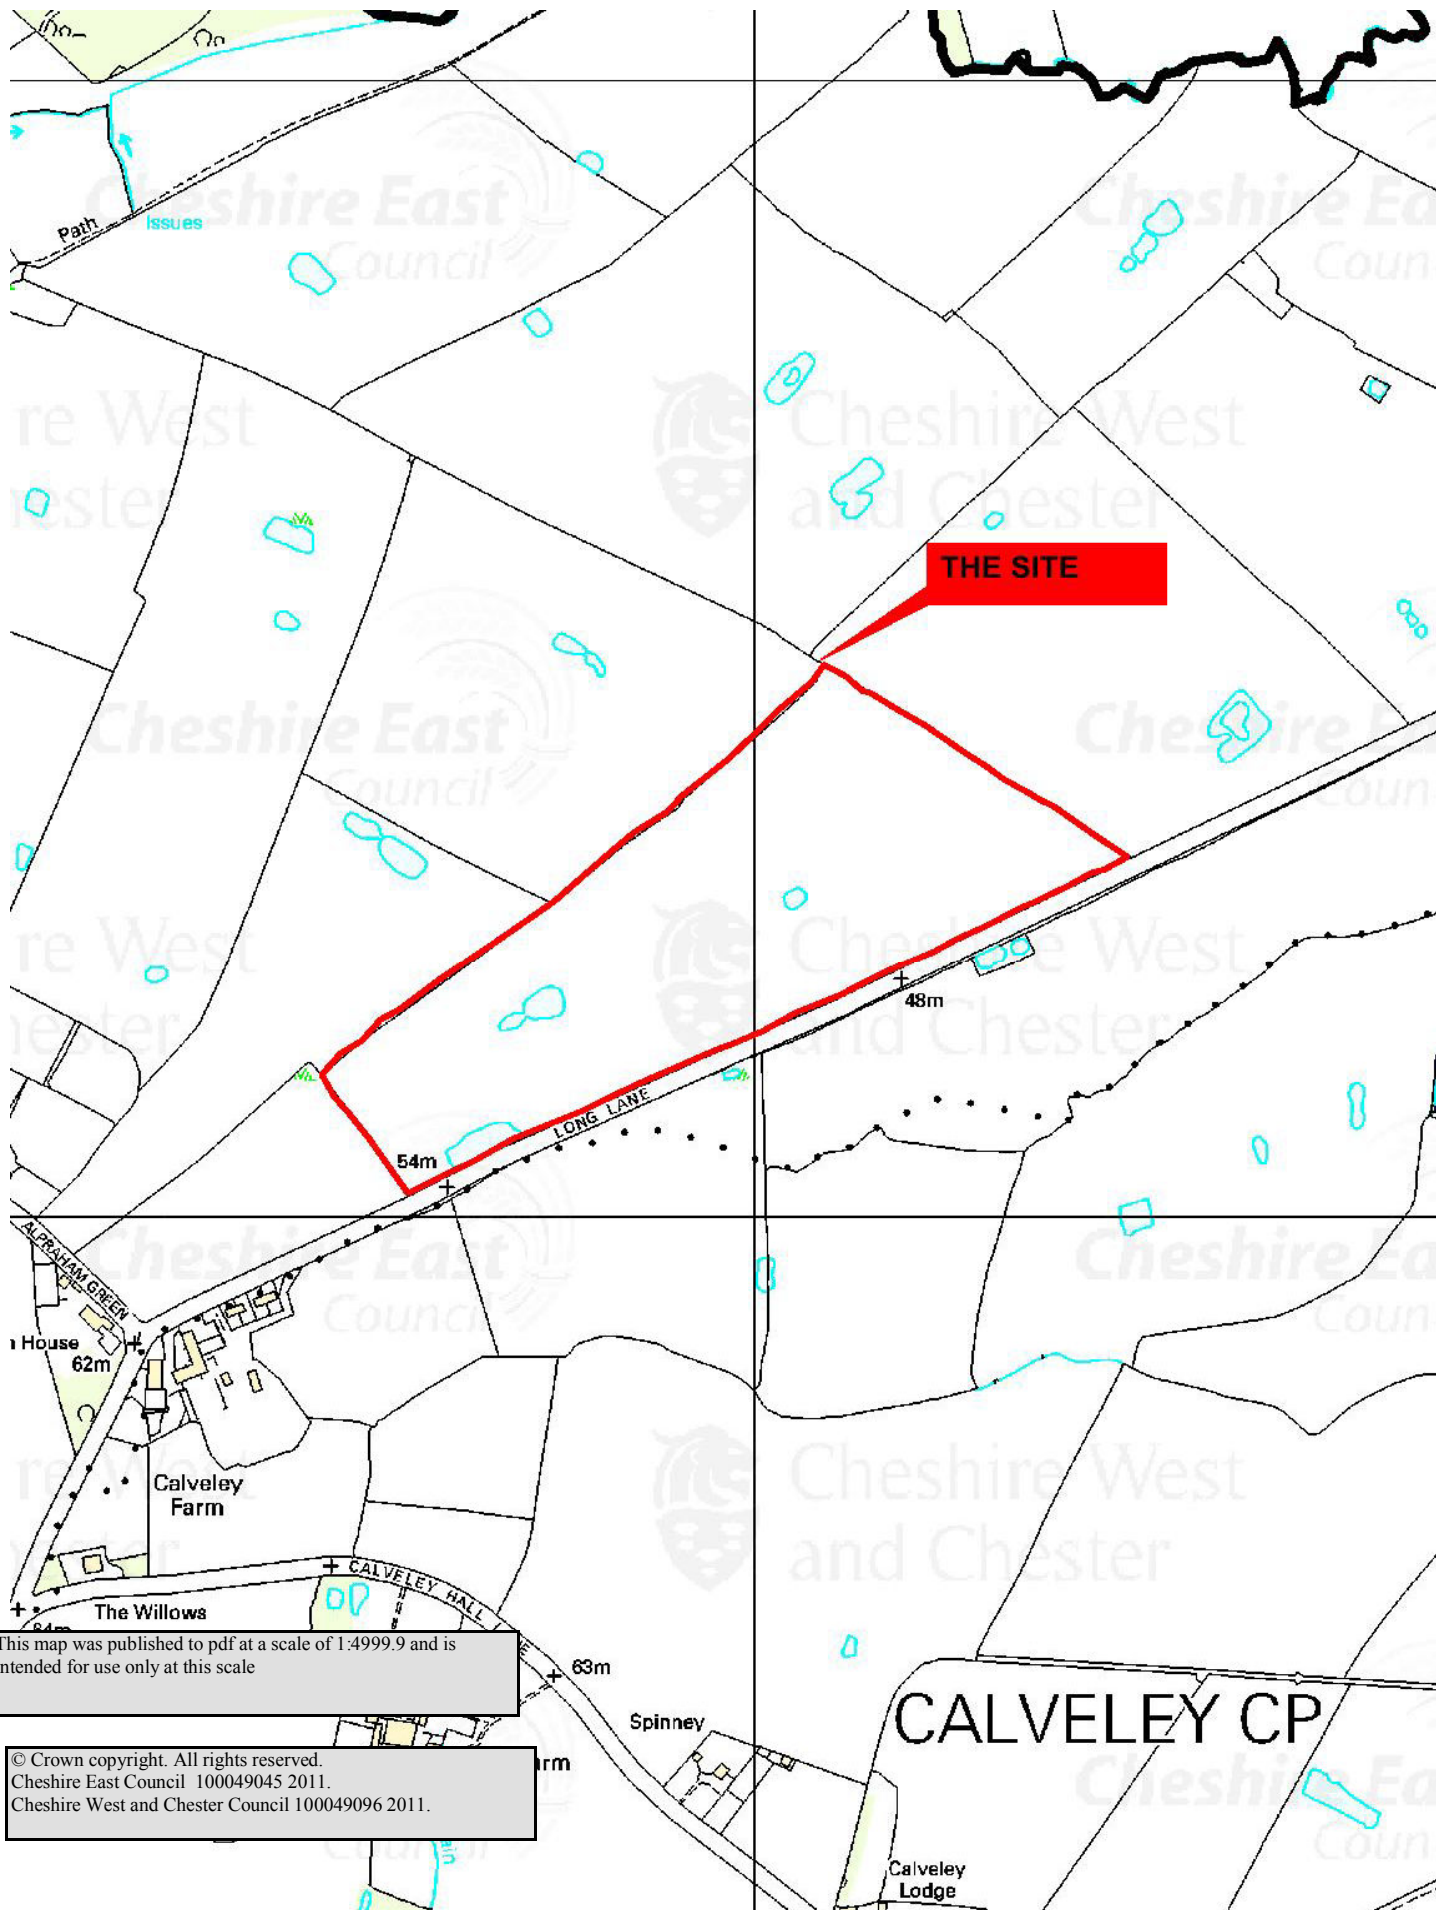 Path
Issues
THE SITE
48m
LONG LANE
54m
ALPRAHAM GREEN
House
62m
Calveley
Farm
CALVELEY HALL
The Willows
This map was published to pdf at a scale of 1:4999.9 and is
ntended for use only at this scale
63m
Spinney
CALVELEY CP
© Crown copyright. All rights reserved.
Cheshire East Council 100049045 2011.
Cheshire West and Chester Council 100049096 2011.
Calveley
Lodge
Cheshire East
Council
Cheshire West
and Chester